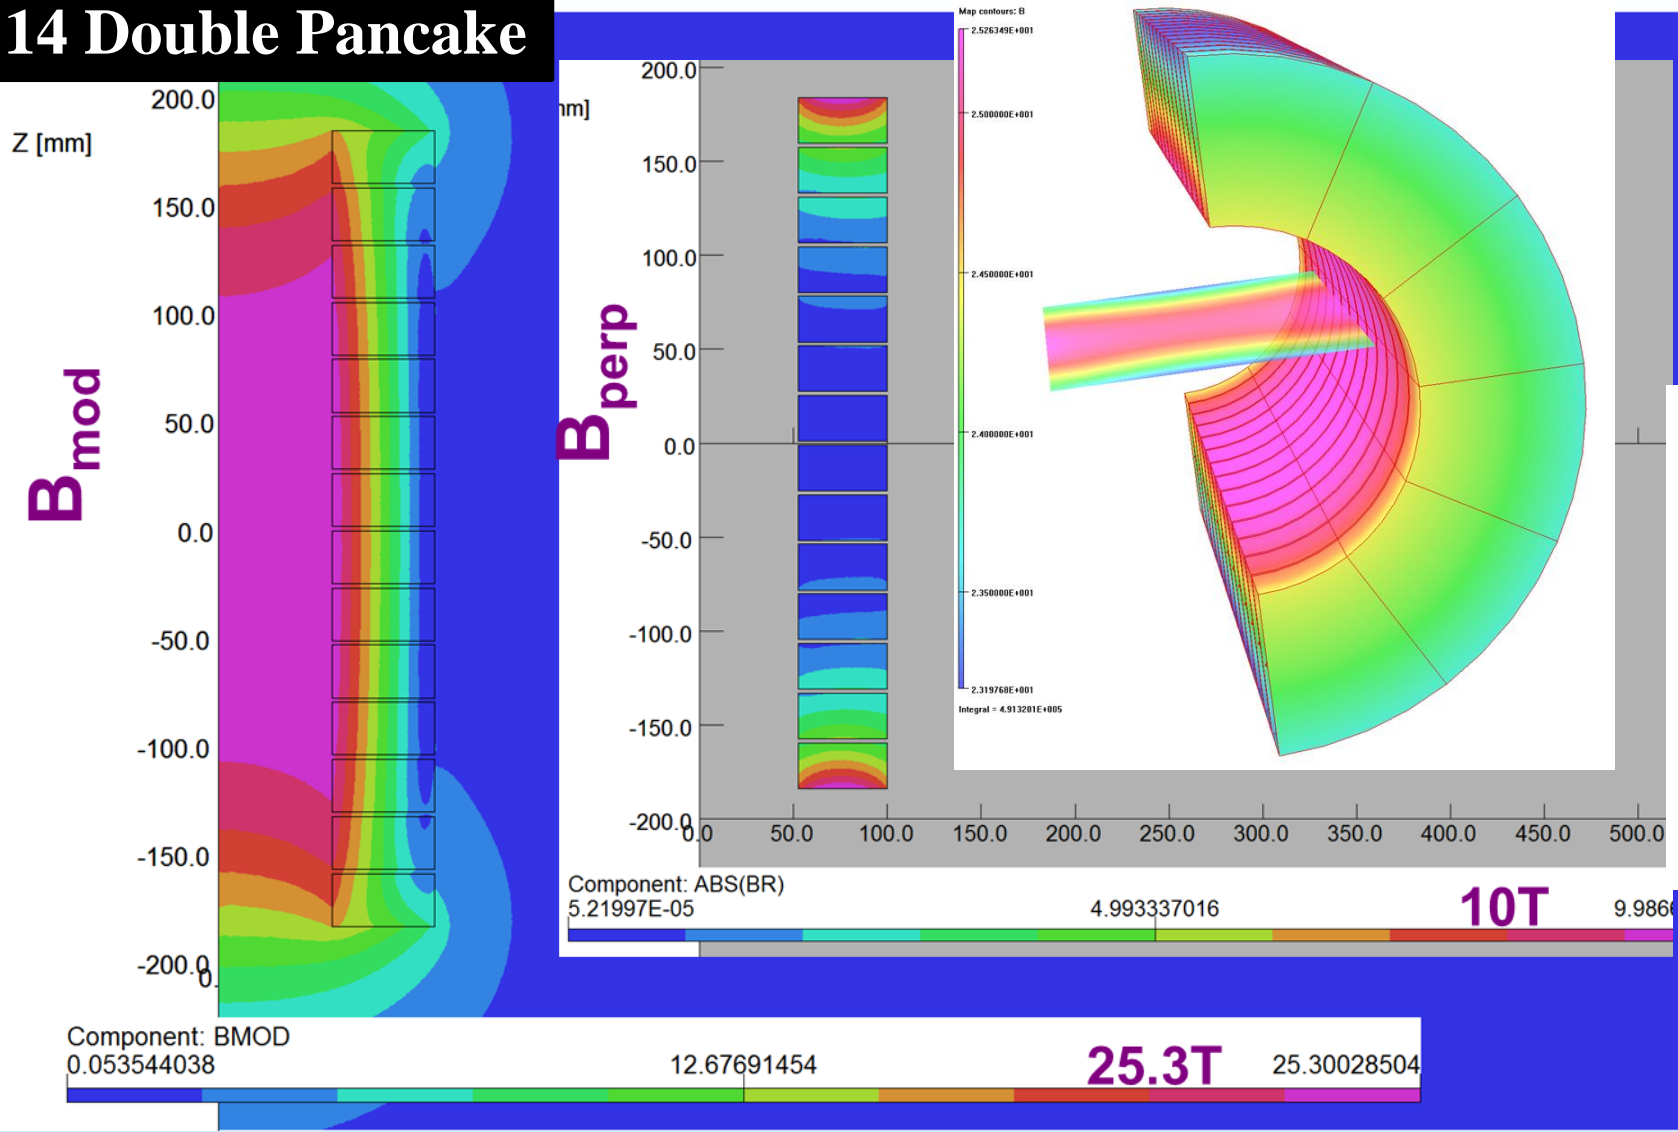 14 Double Pancake
Z [mm]
200.0
150.0
100.0
50.0
0.0
-50.0
-100.0
-150.0
-200.0
0.
Bmod
mm]
200.0
150.0
100.0
50.0
0.0
-50.0
-100.0
-150.0
-200.0
0.0 50.0 100.0 150.0 200.0 250.0 300.0 350.0 400.0 450.0 500.0
Bperp
Map contours: B
2.526349E+001
2.500000E+001
2.450000E+001
2.400000E+001
2.350000E+001
2.319768E+001
Integral = 4.913201E+005
Component: ABS(BR)
5.21997E-05 4.993337016 10T 9.986
Component: BMOD
0.053544038 12.67691454 25.3T 25.30028504